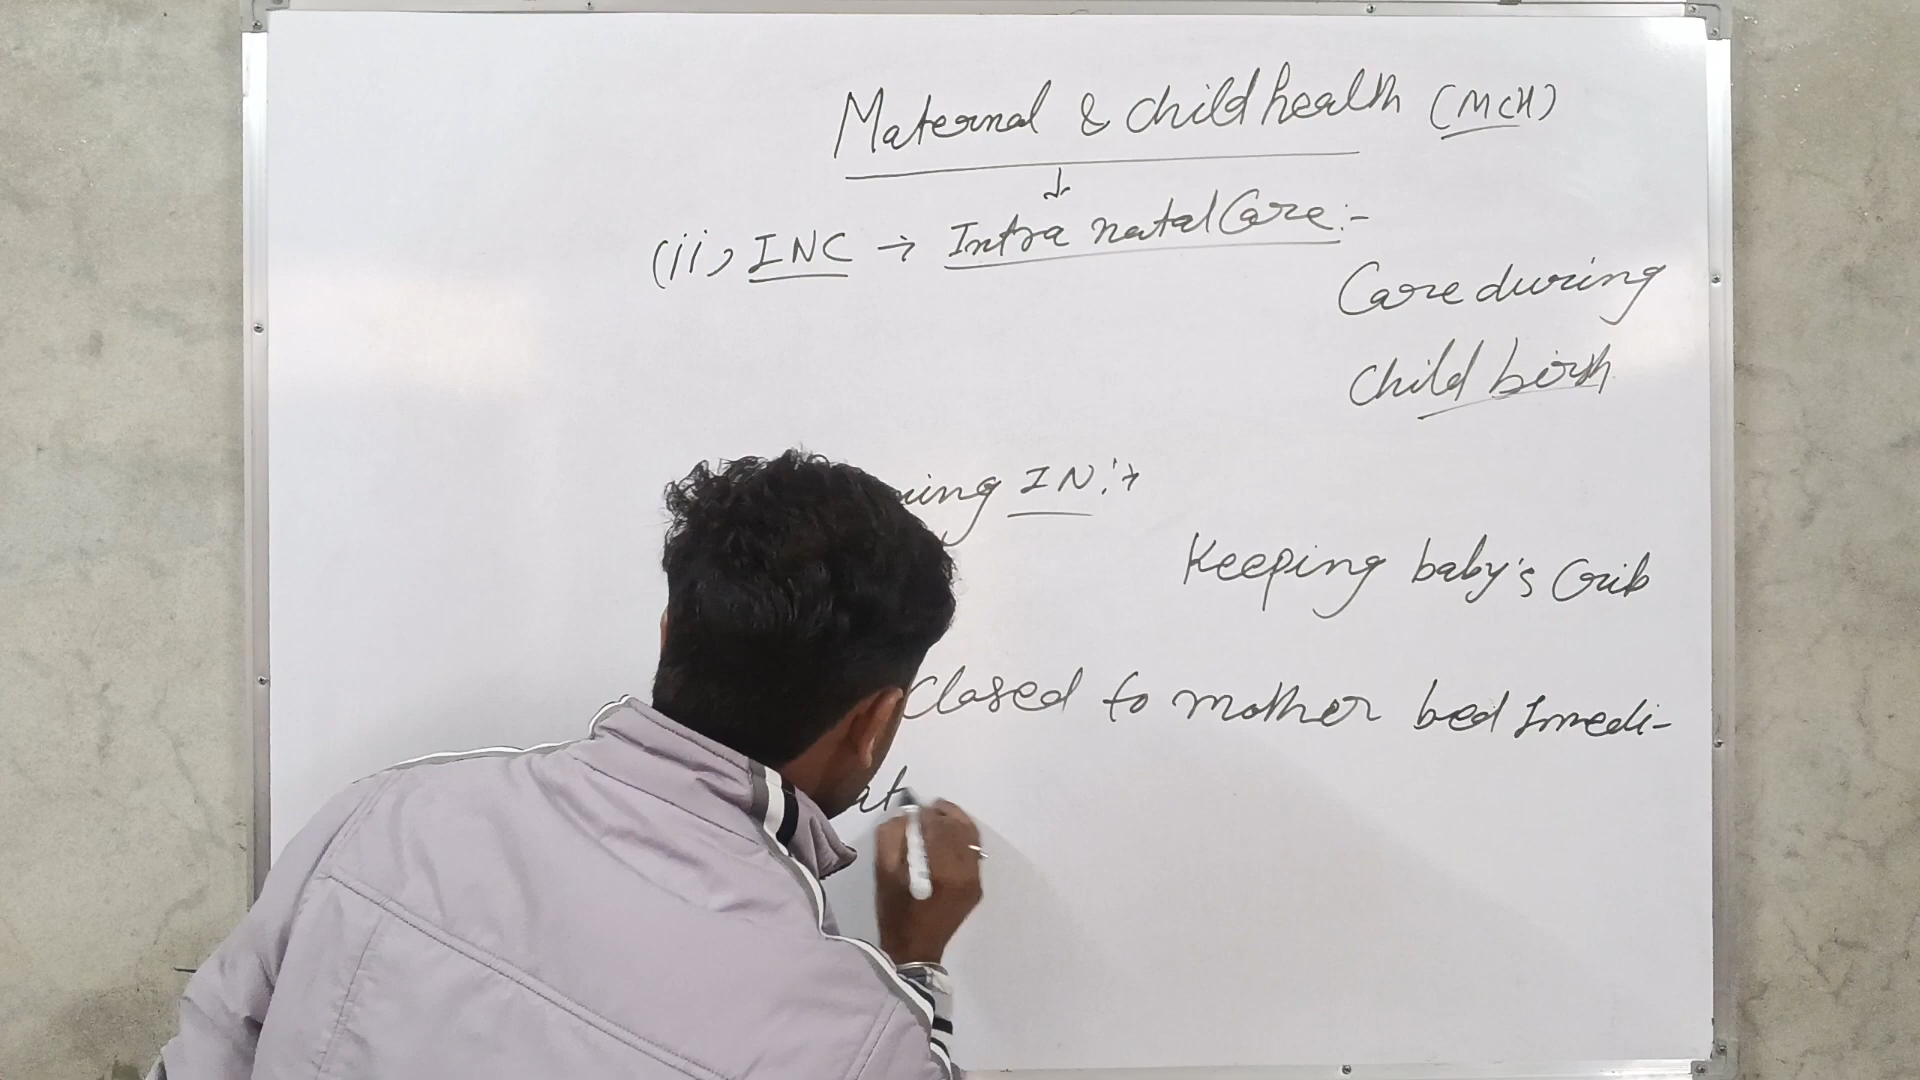 Maternal & child health (MCH)
(ii) INC → Intra natal Care:-
Care during
Child birth
IN:→
Keeping baby's Crib
Closed to mother bed Immedi-
at